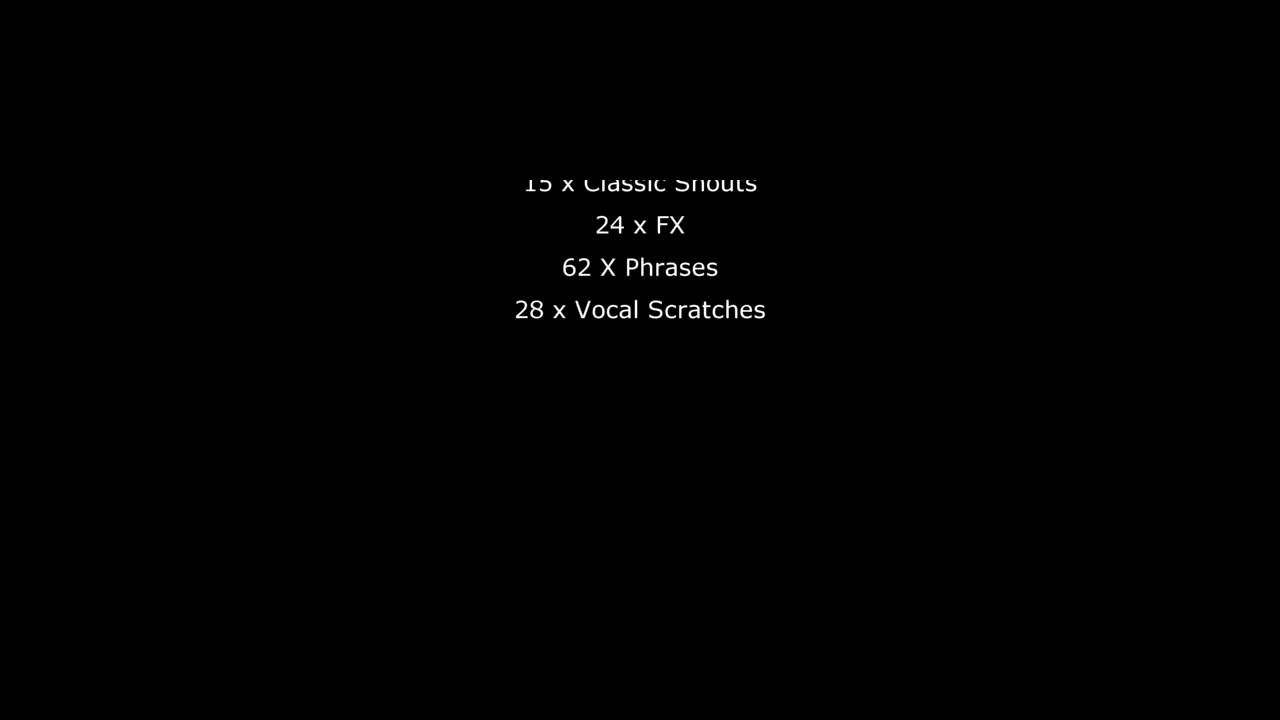 15 x Classic Shouts
24 x FX
62 X Phrases
28 x Vocal Scratches